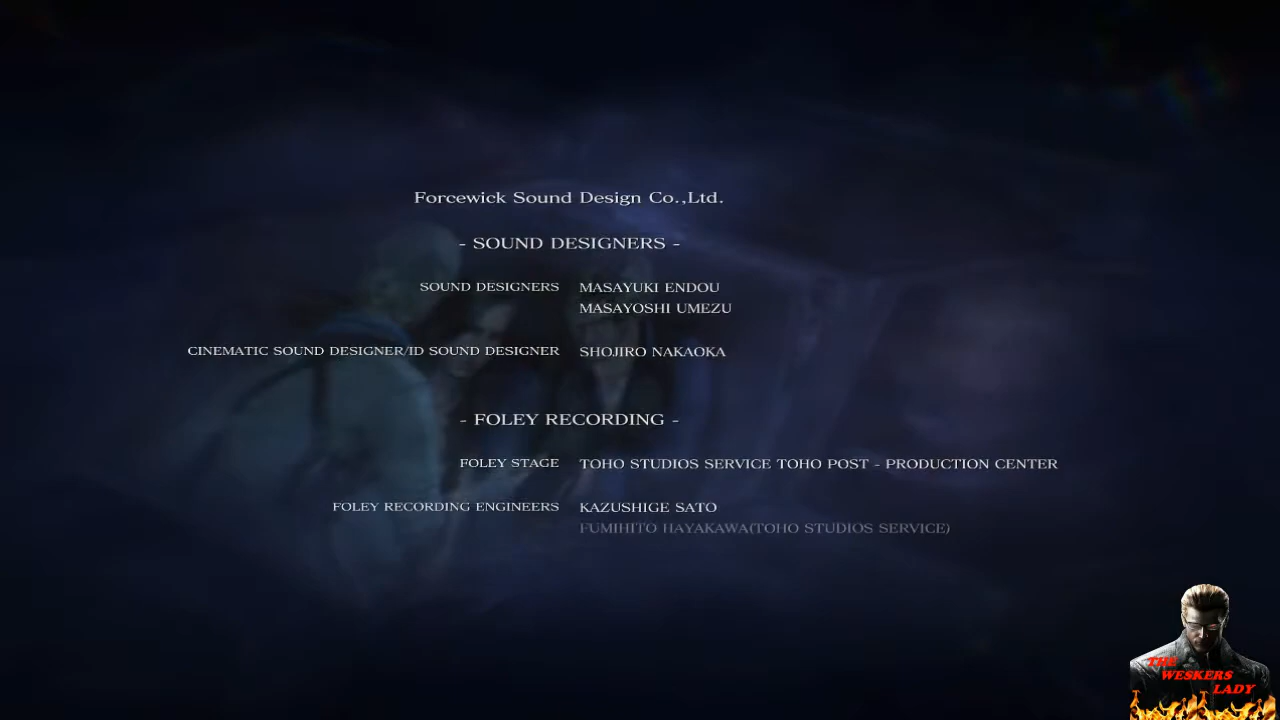 Forcewick Sound Design Co.,Ltd.
- SOUND DESIGNERS -
SOUND DESIGNERS MASAYUKI ENDOU
MASAYOSHI UMEZU
CINEMATIC SOUND DESIGNER/ID SOUND DESIGNER SHOJIRO NAKAOKA
- FOLEY RECORDING -
FOLEY STAGE TOHO STUDIOS SERVICE TOHO POST - PRODUCTION CENTER
FOLEY RECORDING ENGINEERS KAZUSHIGE SATO
FUMIHITO HAYAKAWA(TOHO STUDIOS SERVICE)
THE
WESKERS
LADY